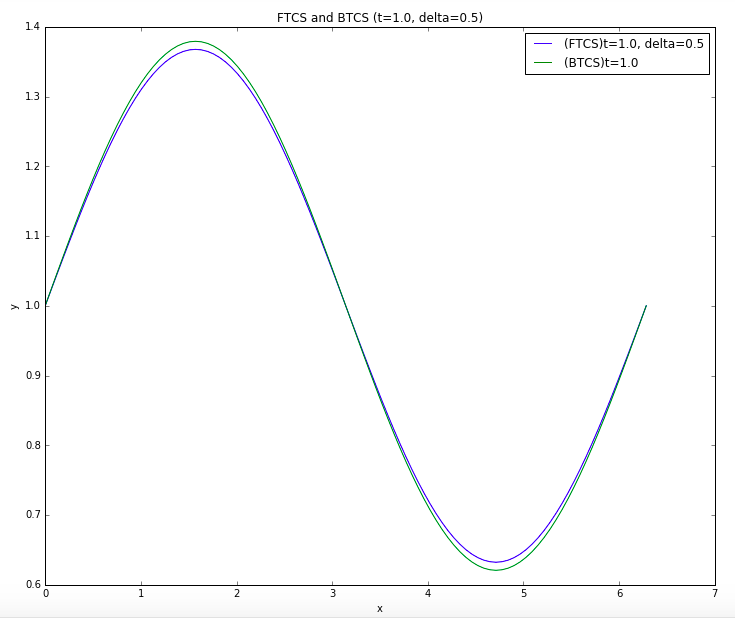 FTCS and BTCS (t=1.0, delta=0.5)
(FTCS)t=1.0, delta=0.5
(BTCS)t=1.0
1.4
1.3
1.2
1.1
1.0
0.9
0.8
0.7
0.6
y
0 1 2 3 4 5 6 7
x